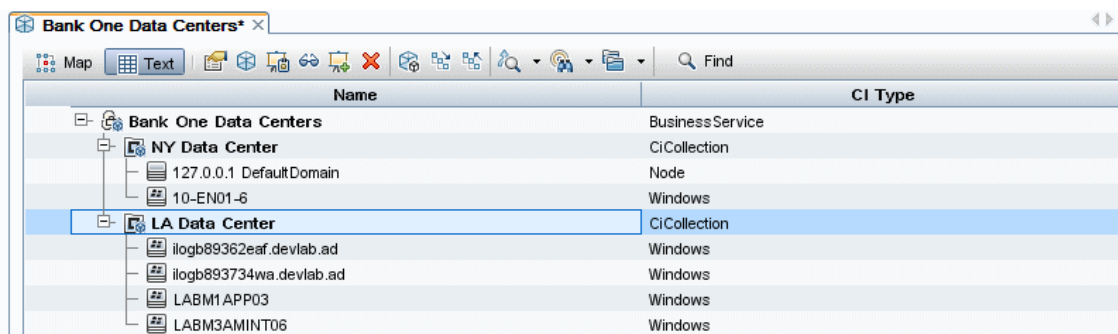 Bank One Data Centers*
Map Text Find
Name CI Type
Bank One Data Centers BusinessService
NY Data Center CiCollection
127.0.0.1 DefaultDomain Node
10-EN01-6 Windows
LA Data Center CiCollection
ilogb89362eaf.devlab.ad Windows
ilogb893734wa.devlab.ad Windows
LABM1APP03 Windows
LABM3AMINT06 Windows